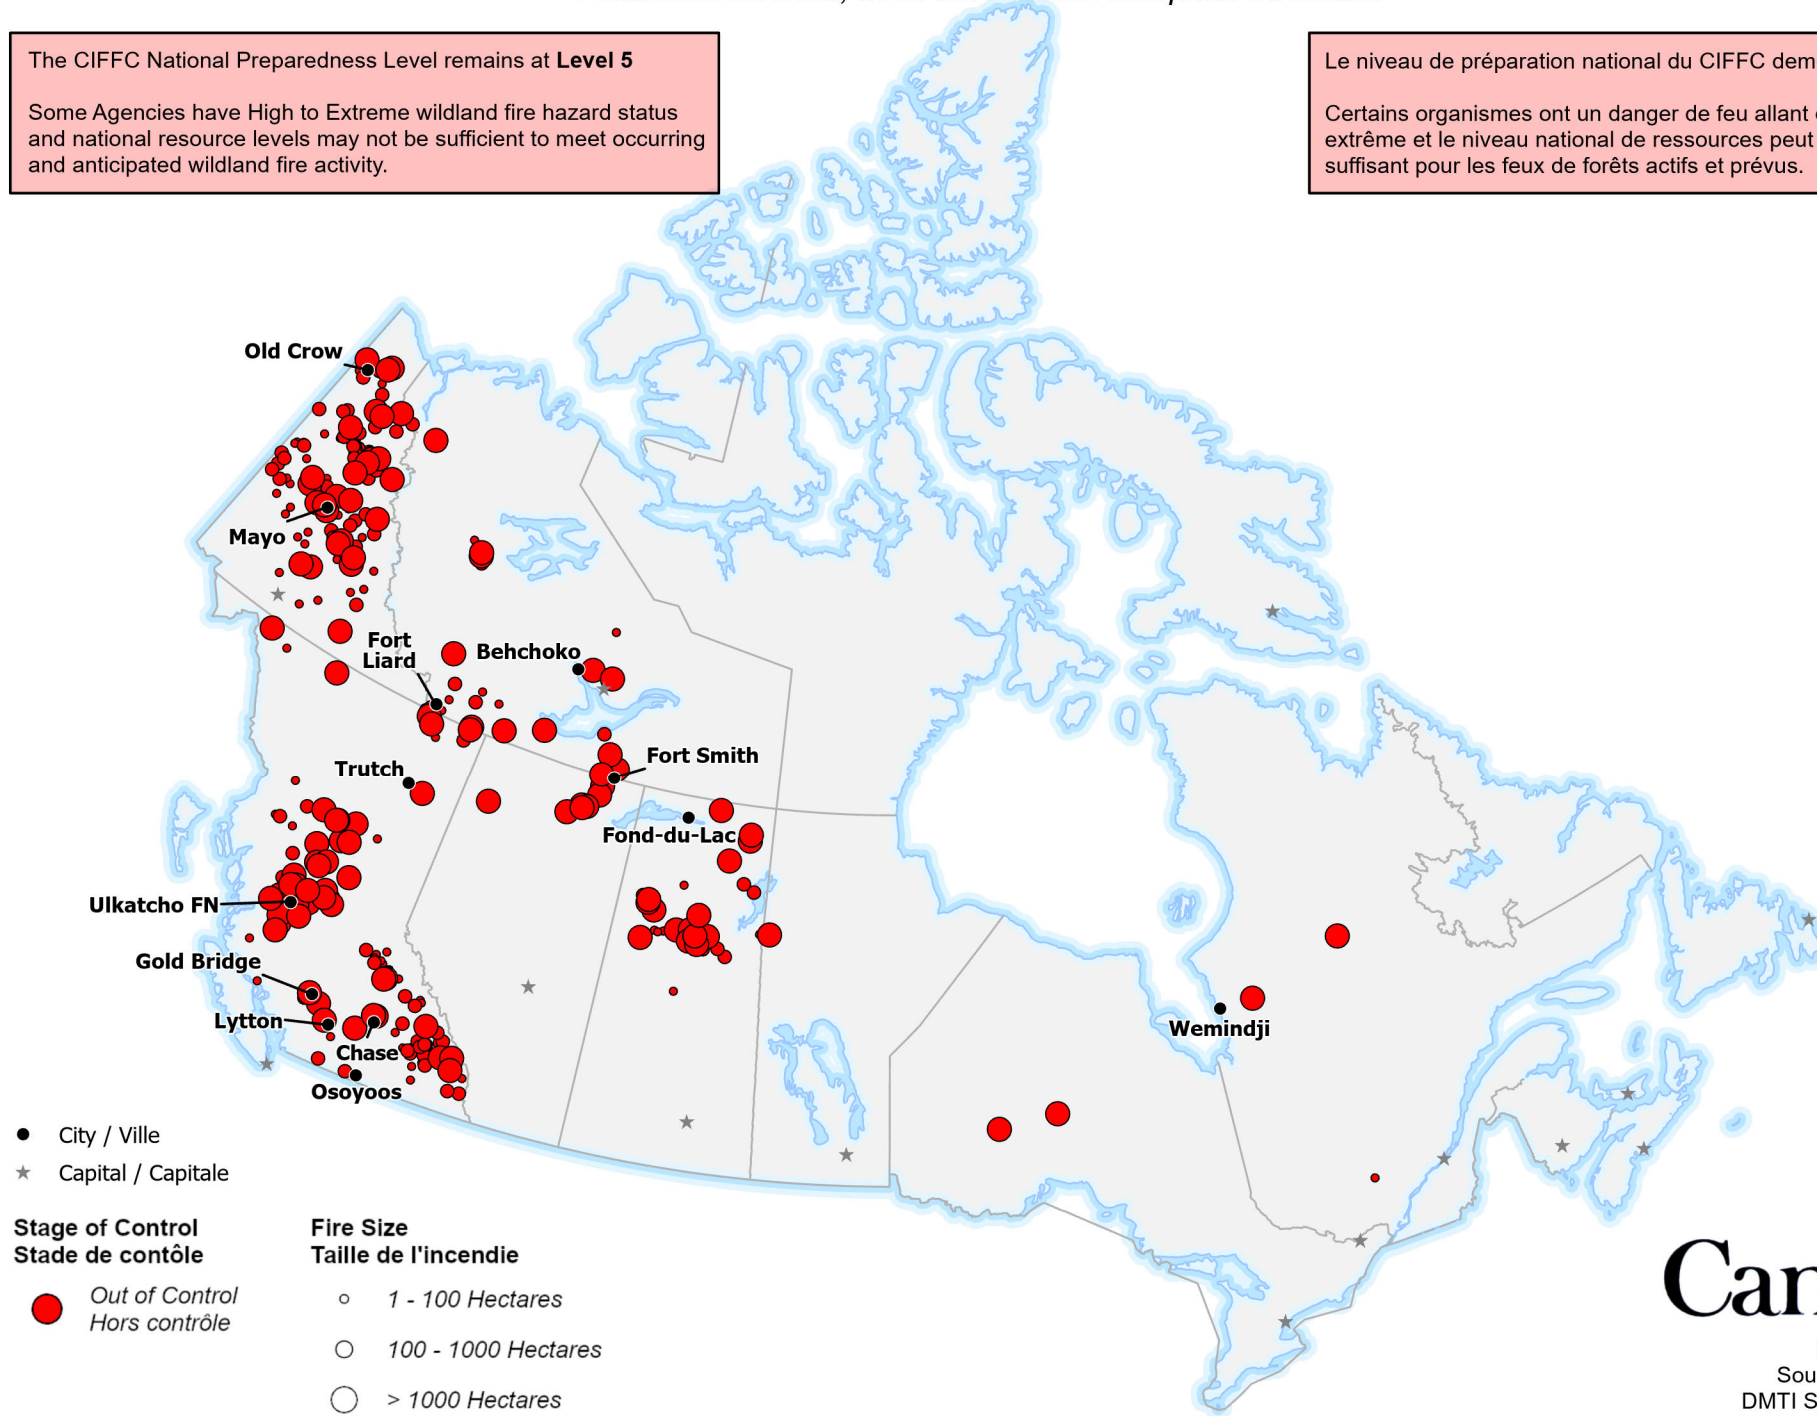 The CIFFC National Preparedness Level remains at Level 5
Some Agencies have High to Extreme wildland fire hazard status
and national resource levels may not be sufficient to meet occurring
and anticipated wildland fire activity.
Le niveau de préparation national du CIFFC dem
Certains organismes ont un danger de feu allant
extrême et le niveau national de ressources peut
suffisant pour les feux de forêts actifs et prévus.
Old Crow
Mayo
Fort
Liard
Behchoko
Trutch
Fort Smith
Fond-du-Lac
Ulkatcho FN
Gold Bridge
Lytton
Chase
Osoyoos
Wemindji
City / Ville
Capital / Capitale
Stage of Control
Stade de contôle
Out of Control
Hors contrôle
Fire Size
Taille de l'incendie
1 - 100 Hectares
100 - 1000 Hectares
> 1000 Hectares
Can
Sou
DMTI S